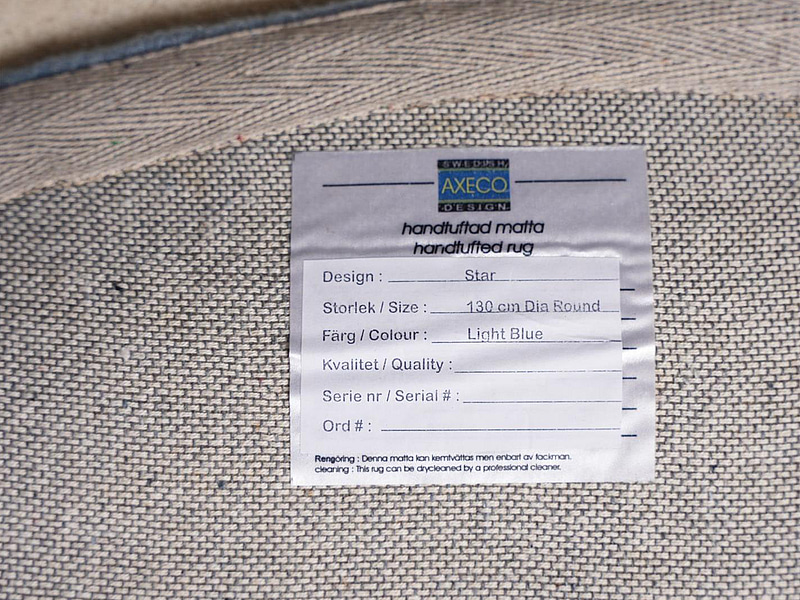 SWEDISH
AXECO
DESIGN
handtuftad matta
handtufted rug
Design : Star
Storlek / Size : 130 cm Dia Round
Färg / Colour : Light Blue
Kvalitet / Quality :
Serie nr / Serial # :
Ord # :
Rengöring : Denna matta kan kemtvättas men enbart av fackman.
cleaning : This rug can be drycleaned by a professional cleaner.